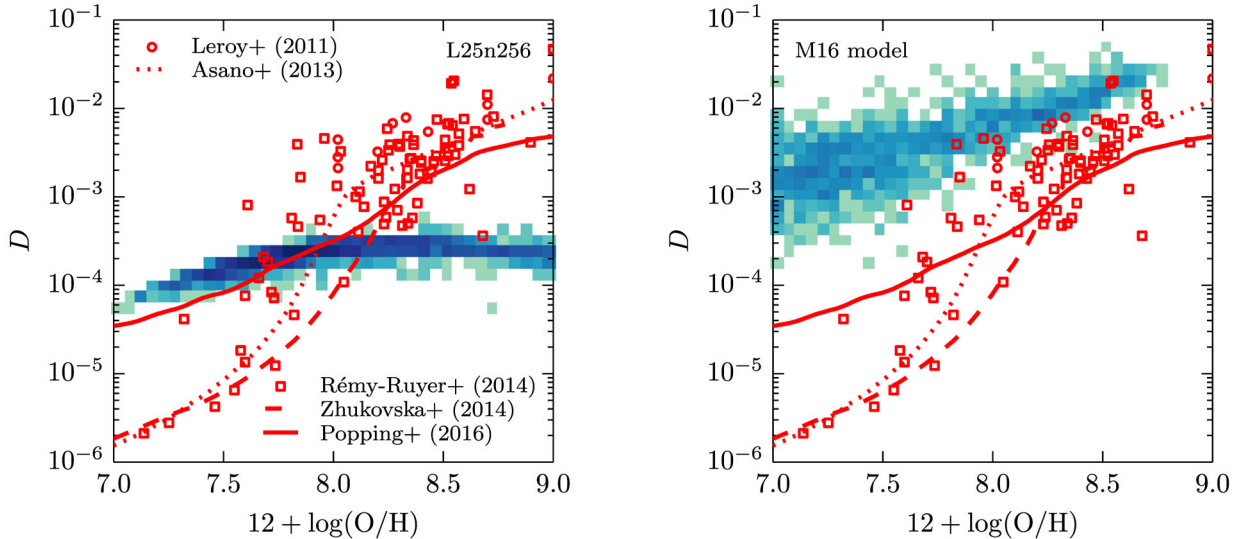 10⁻¹
10⁻²
10⁻³
10⁻⁴
10⁻⁵
10⁻⁶
D
Leroy+ (2011)
Asano+ (2013)
L25n256
Rémy-Ruyer+ (2014)
Zhukovska+ (2014)
Popping+ (2016)
7.0 7.5 8.0 8.5 9.0
12 + log(O/H)
10⁻¹
10⁻²
10⁻³
10⁻⁴
10⁻⁵
10⁻⁶
D
M16 model
7.0 7.5 8.0 8.5 9.0
12 + log(O/H)